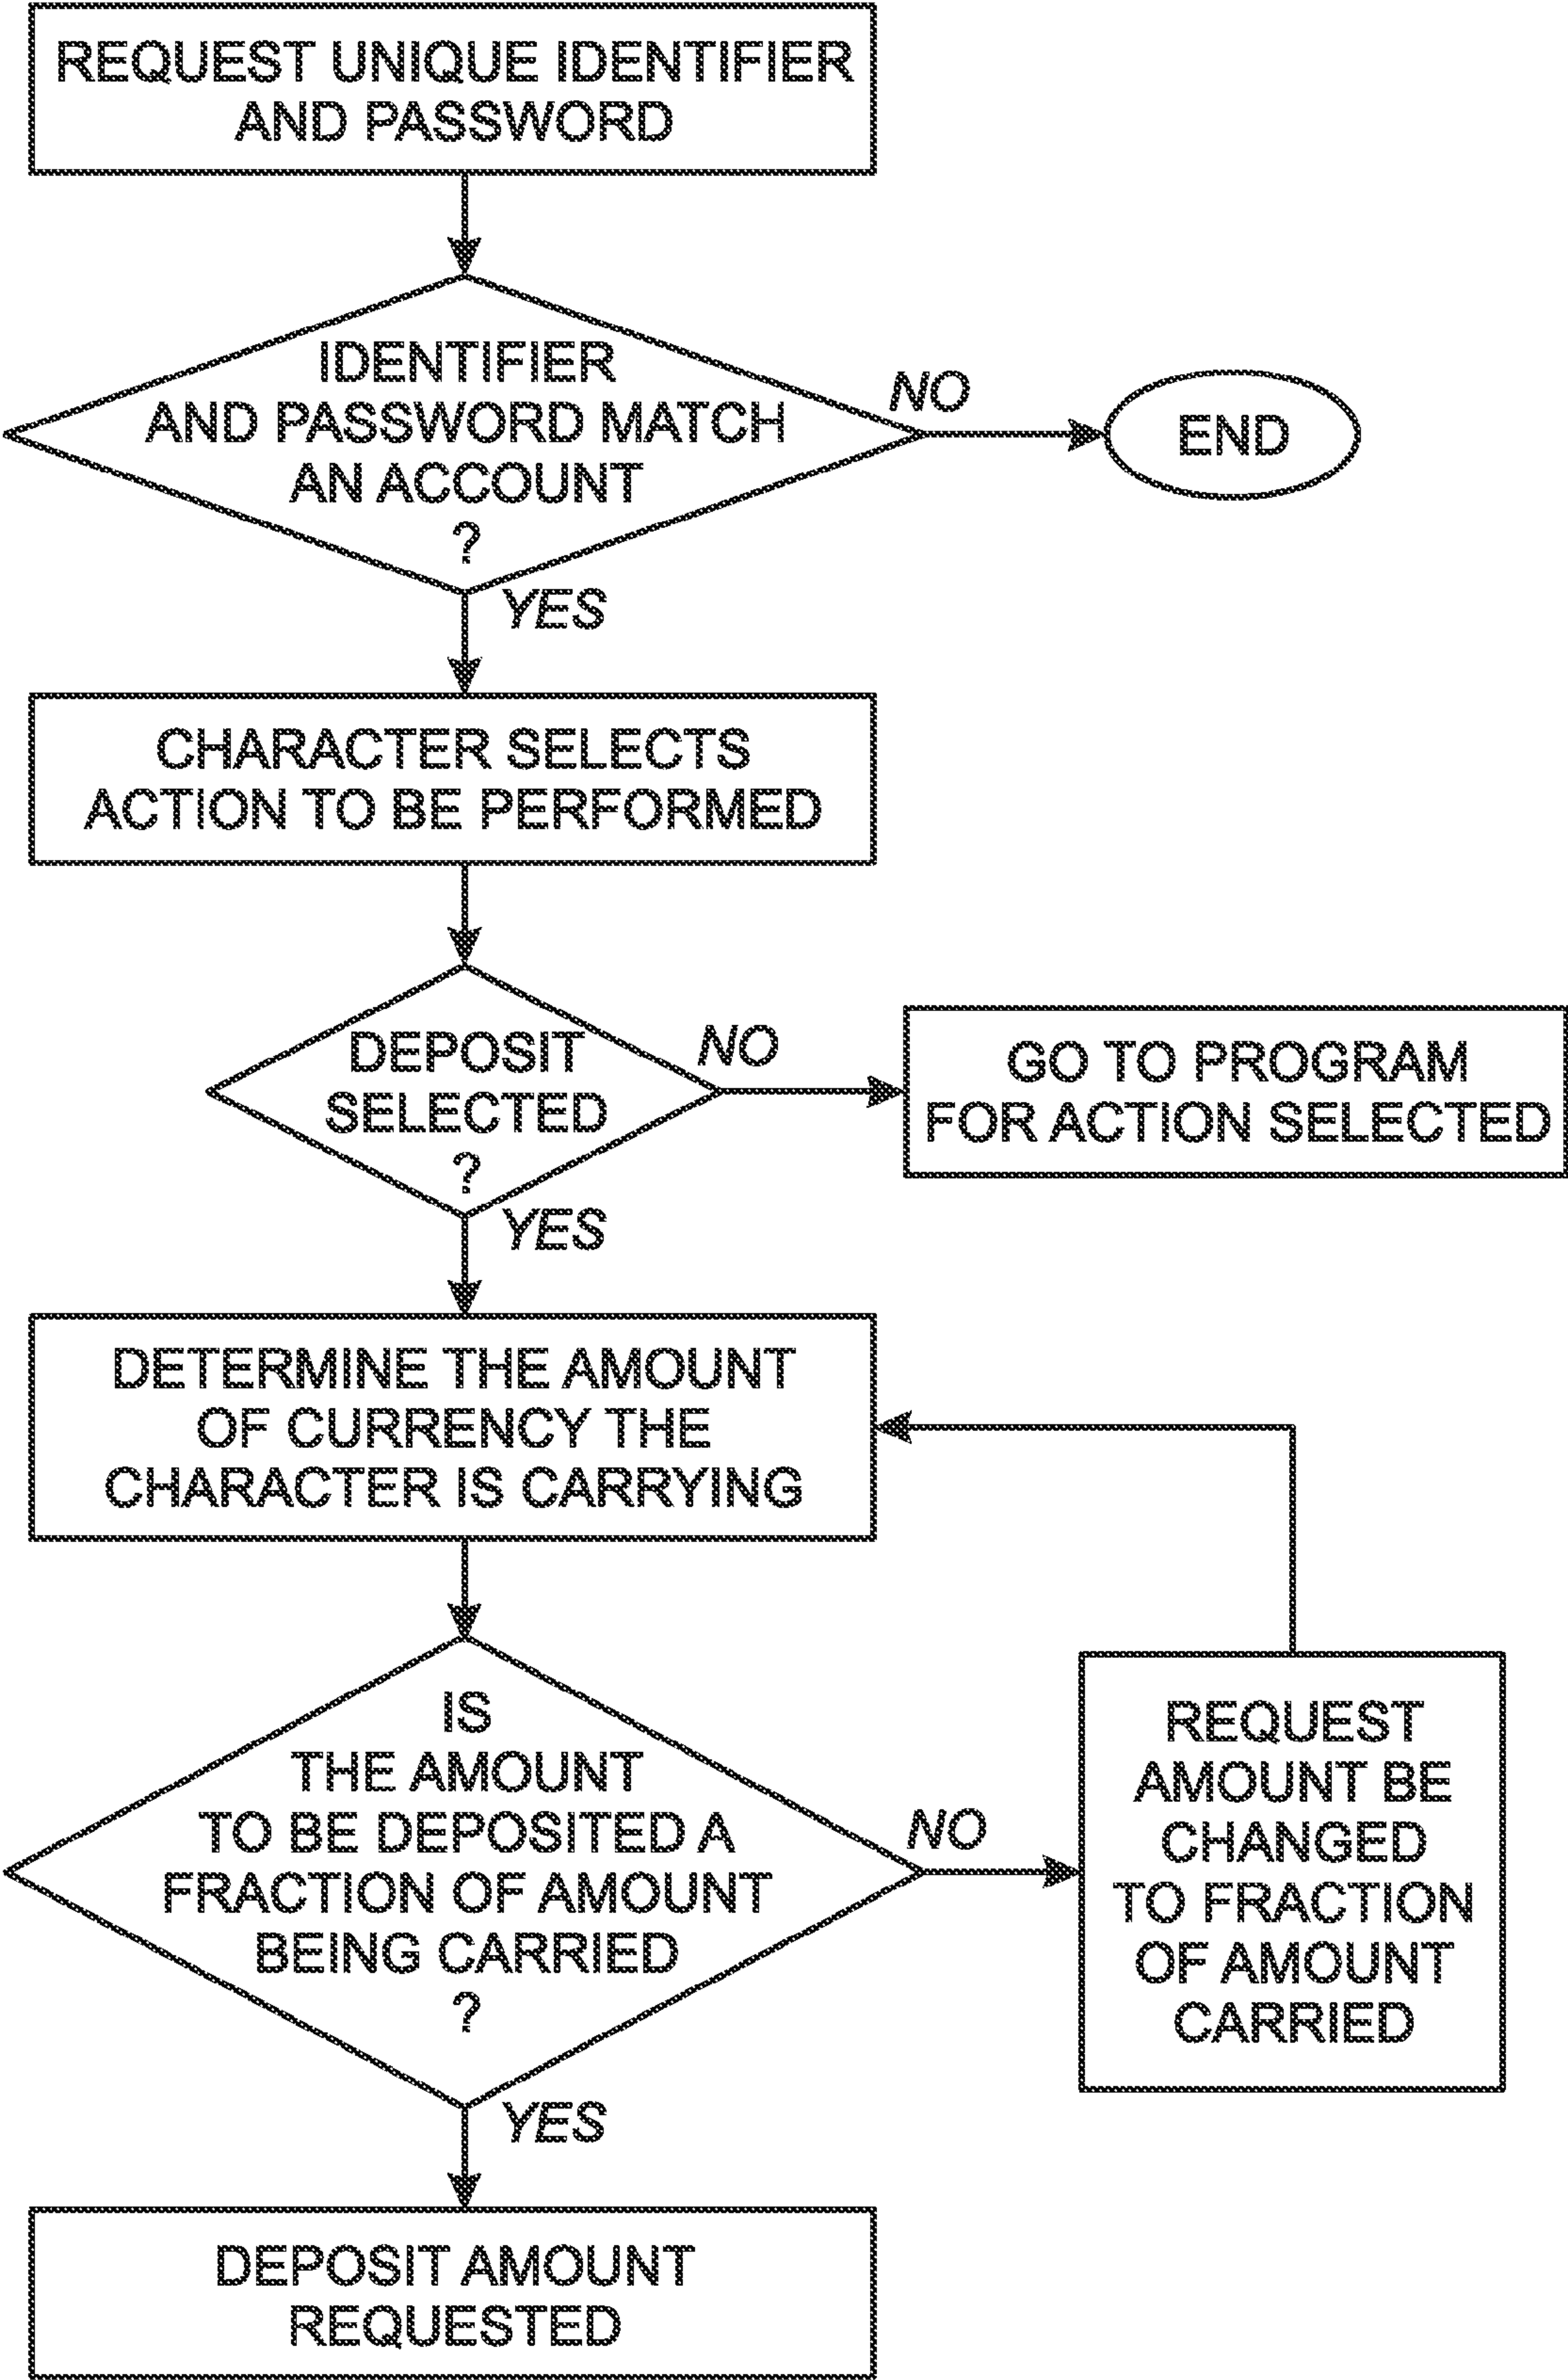 REQUEST UNIQUE IDENTIFIER
AND PASSWORD
IDENTIFIER
AND PASSWORD MATCH
AN ACCOUNT
?
NO
END
YES
CHARACTER SELECTS
ACTION TO BE PERFORMED
DEPOSIT
SELECTED
?
NO
GO TO PROGRAM
FOR ACTION SELECTED
YES
DETERMINE THE AMOUNT
OF CURRENCY THE
CHARACTER IS CARRYING
IS
THE AMOUNT
TO BE DEPOSITED A
FRACTION OF AMOUNT
BEING CARRIED
?
NO
REQUEST
AMOUNT BE
CHANGED
TO FRACTION
OF AMOUNT
CARRIED
YES
DEPOSIT AMOUNT
REQUESTED